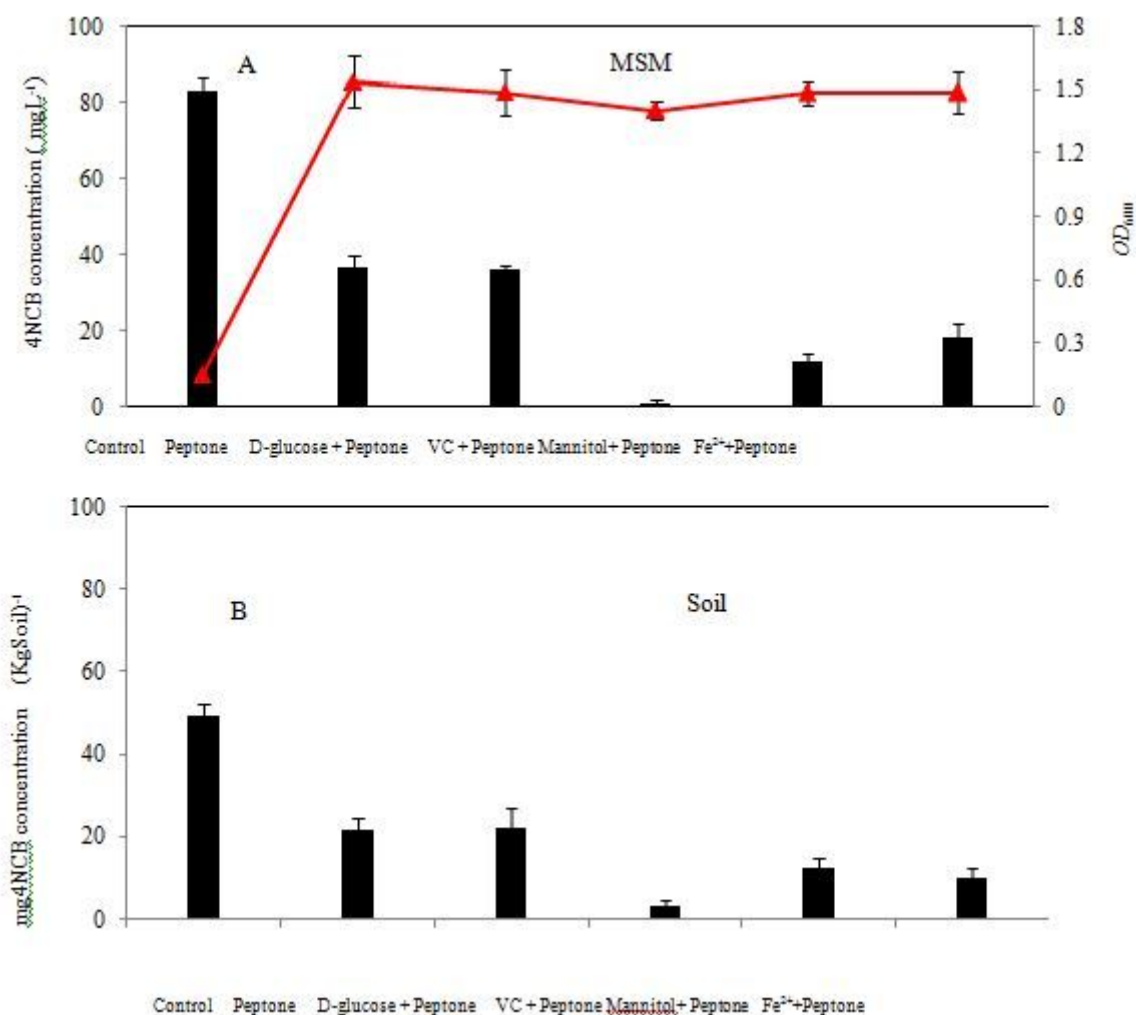 100
80
60
40
20
0
4NCB concentration ( mgL⁻¹)
A
MSM
1.8
1.5
1.2
0.9
0.6
0.3
0
Control Peptone D-glucose + Peptone VC + Peptone Mannitol+ Peptone Fe²⁺+Peptone
100
80
60
40
20
0
mg4NCB concentration (KgSoil)⁻¹
B
Soil
Control Peptone D-glucose + Peptone VC + Peptone Mannitol+ Peptone Fe²⁺+Peptone